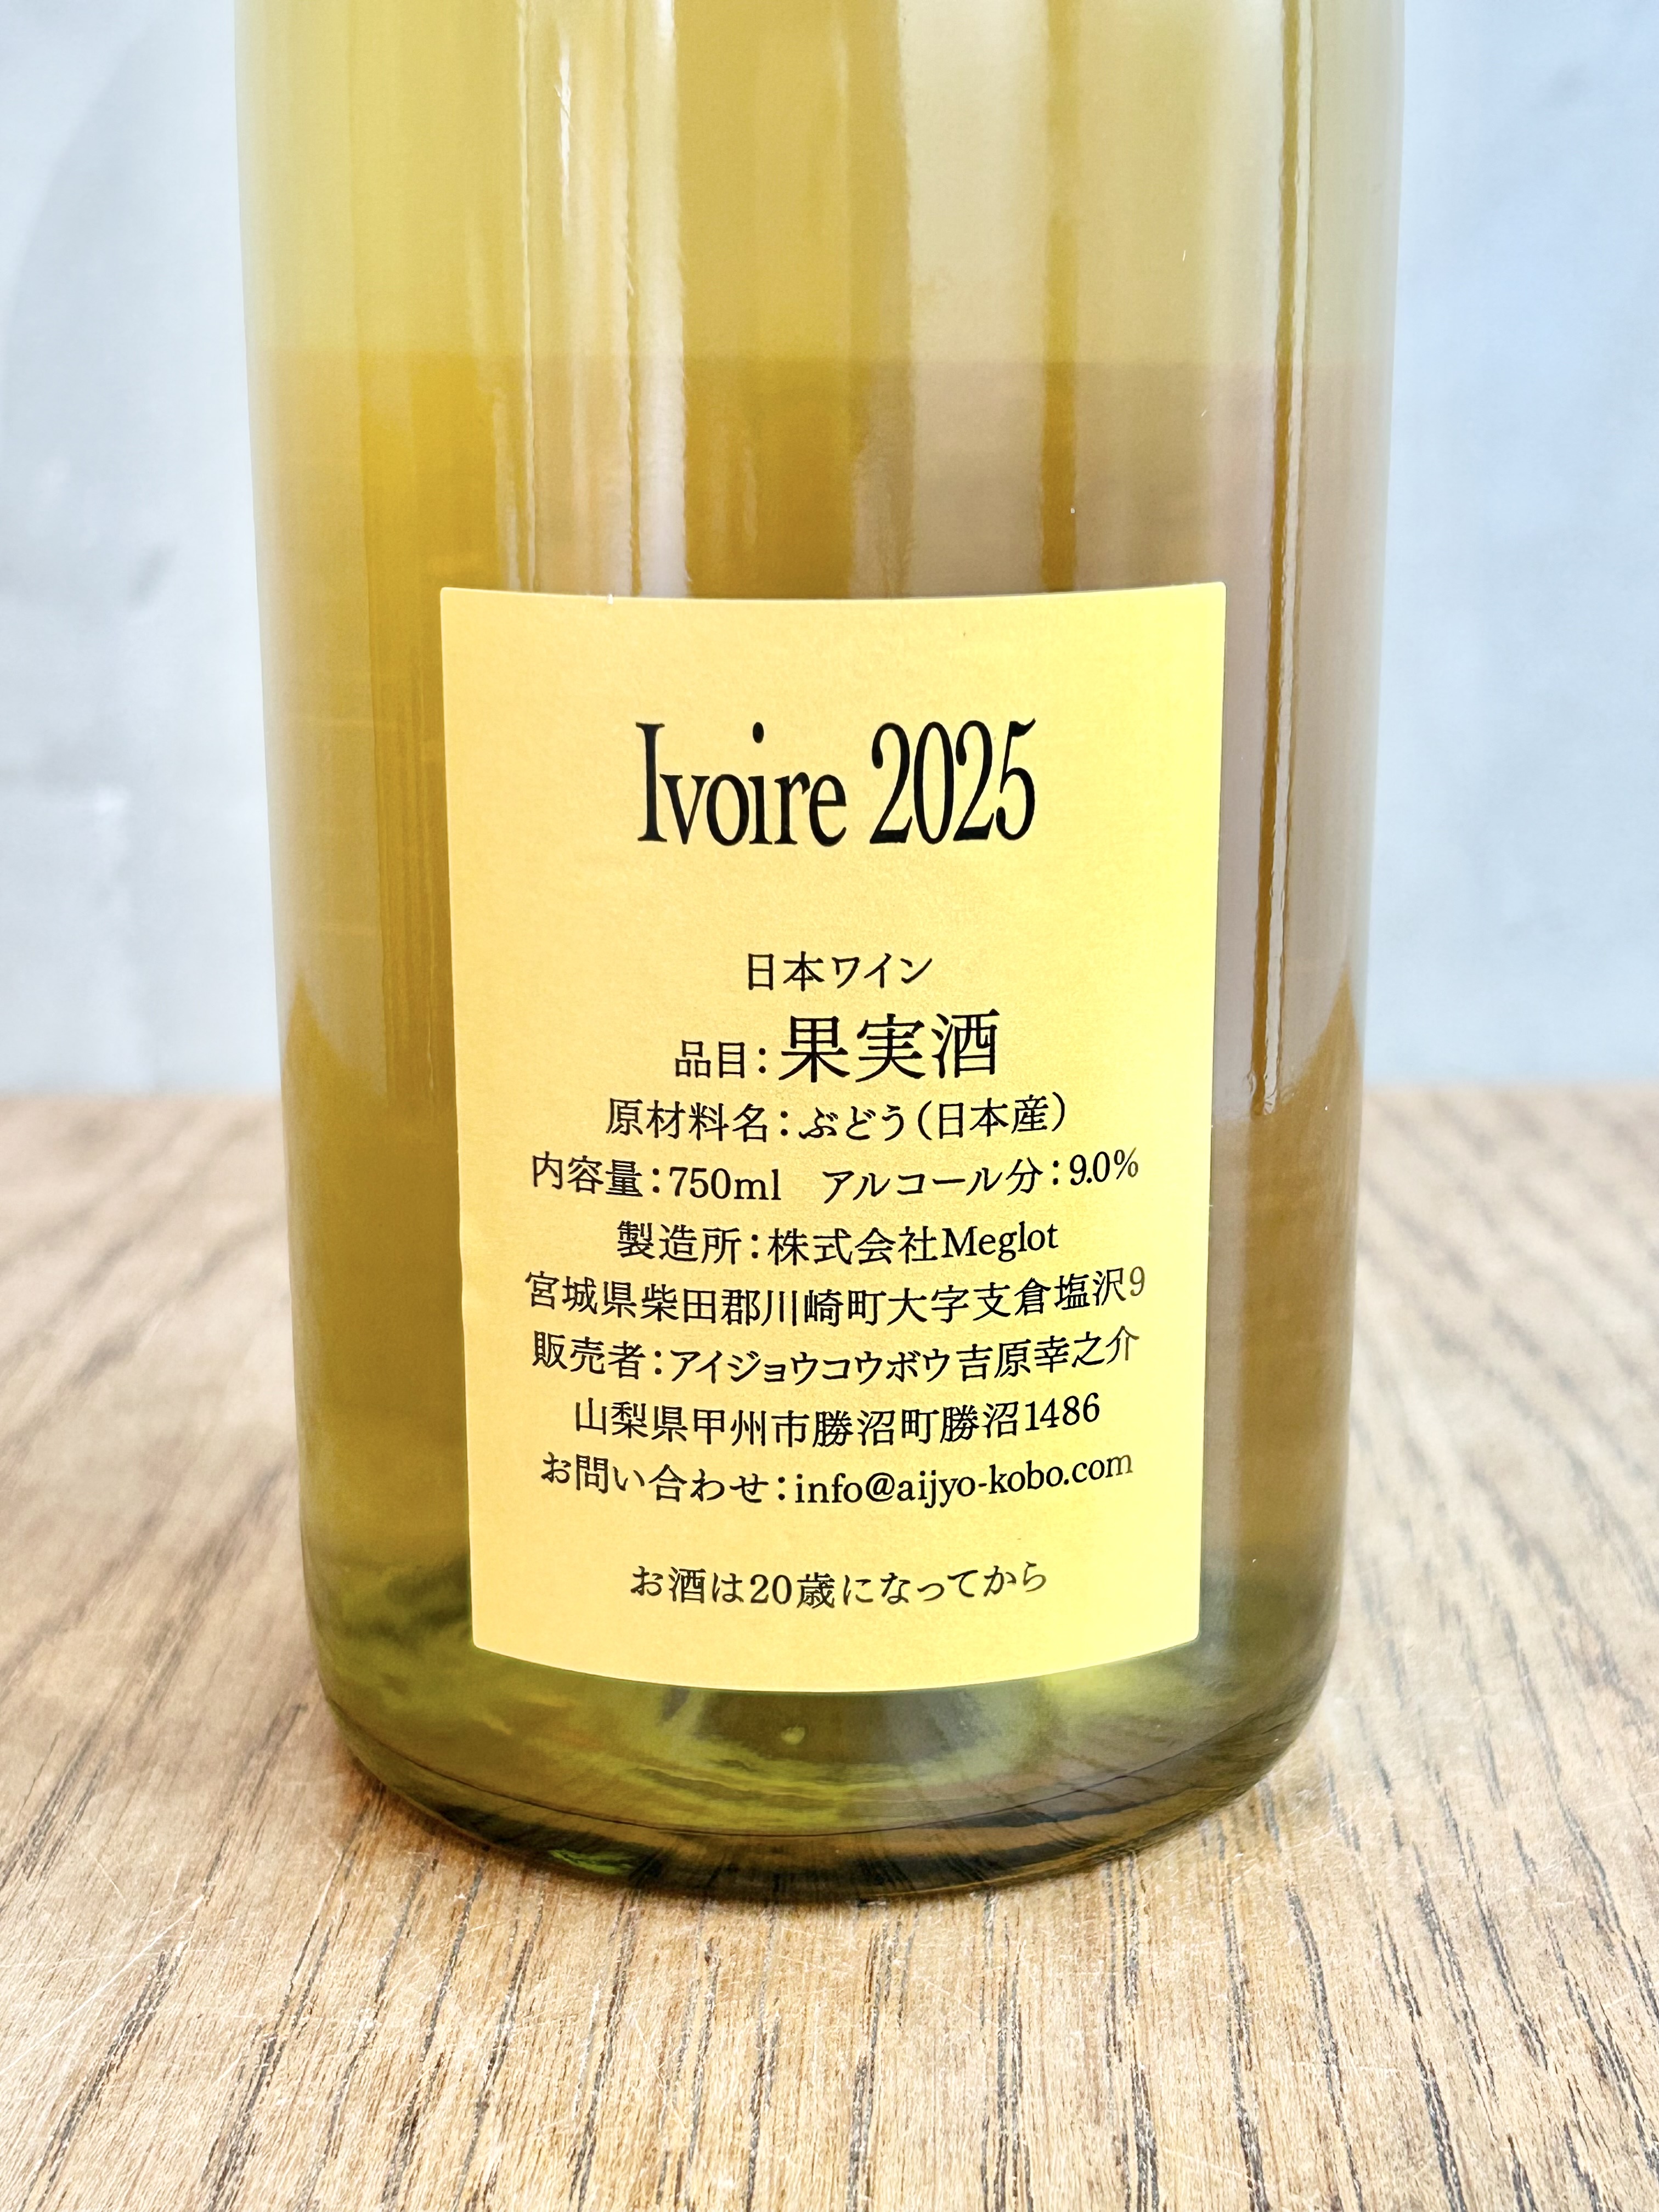 Ivoire 2025
日本ワイン
品目：果実酒
原材料名：ぶどう（日本産）
内容量：750ml　アルコール分：9.0%
製造所：株式会社Meglot
宮城県柴田郡川崎町大字支倉塩沢9
販売者：アイジョウコウボウ吉原幸之介
山梨県甲州市勝沼町勝沼1486
お問い合わせ：info@aijyo-kobo.com
お酒は20歳になってから